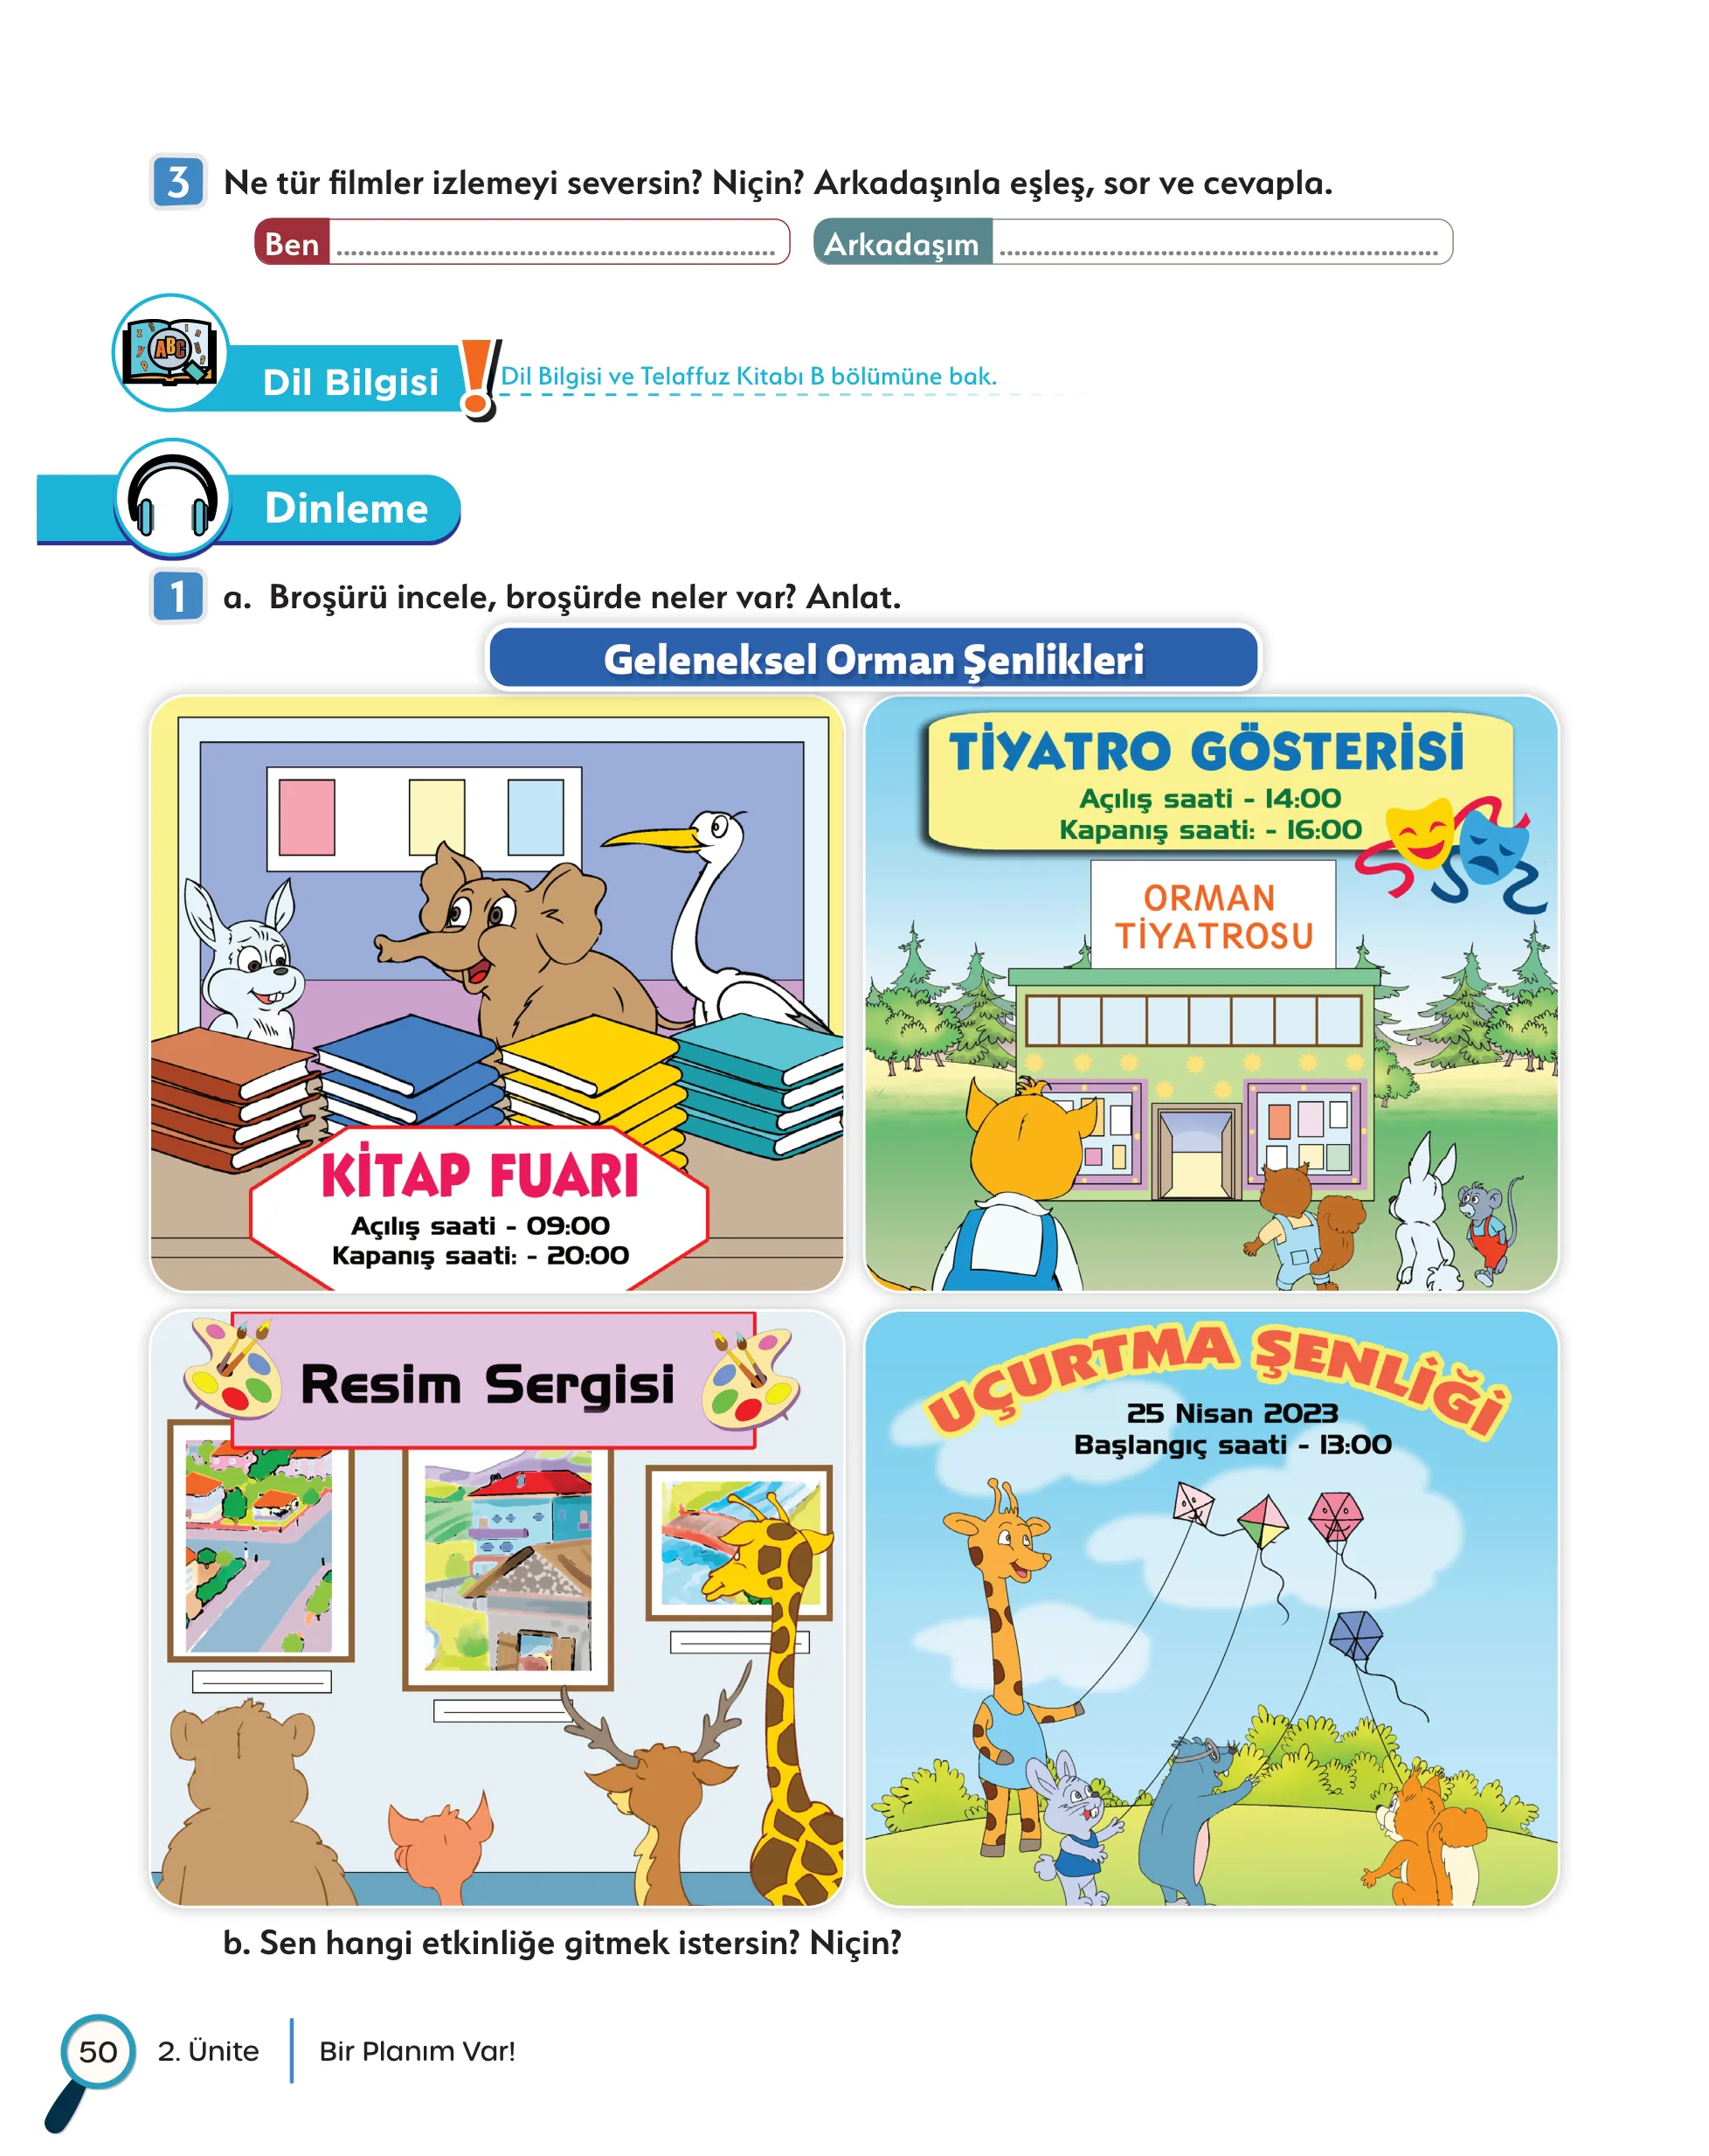 3 Ne tür filmler izlemeyi seversin? Niçin? Arkadaşınla eşleş, sor ve cevapla.
Ben ........................................................... Arkadaşım ...........................................................
ABC
Dil Bilgisi
Dil Bilgisi ve Telaffuz Kitabı B bölümüne bak.
Dinleme
1 a. Broşürü incele, broşürde neler var? Anlat.
Geleneksel Orman Şenlikleri
KİTAP FUARI
Açılış saati - 09:00
Kapanış saati: - 20:00
TİYATRO GÖSTERİSİ
Açılış saati - 14:00
Kapanış saati: - 16:00
ORMAN
TİYATROSU
Resim Sergisi
UÇURTMA ŞENLİĞİ
25 Nisan 2023
Başlangıç saati - 13:00
b. Sen hangi etkinliğe gitmek istersin? Niçin?
50 2. Ünite Bir Planım Var!